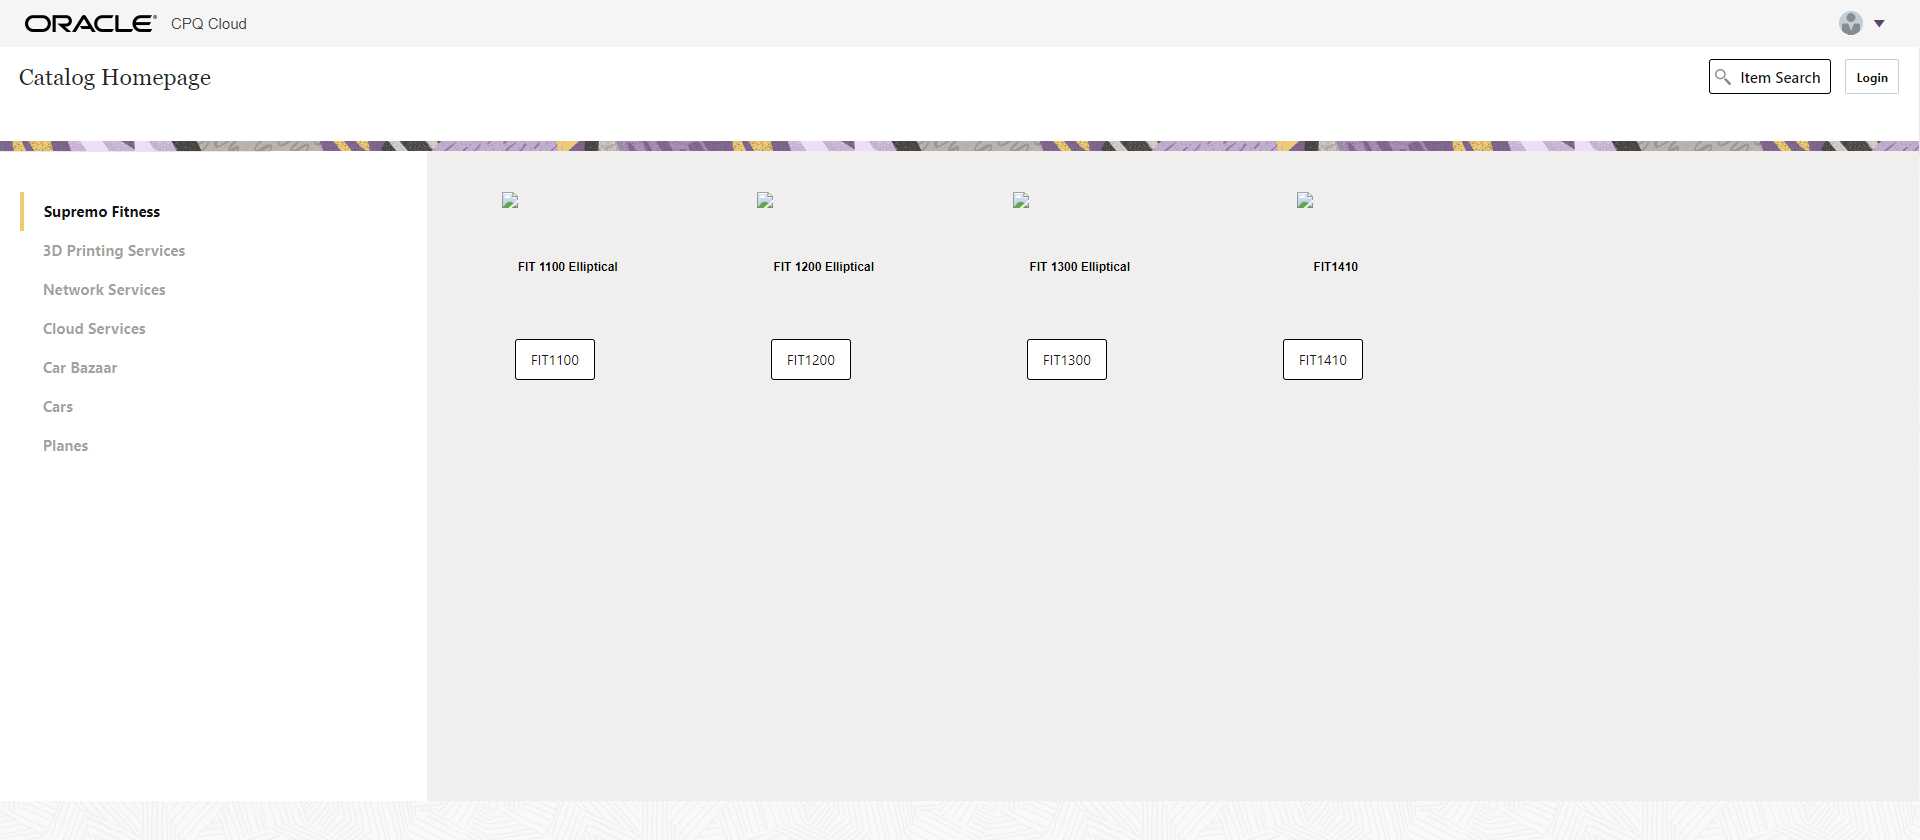 ORACLE® CPQ Cloud
Catalog Homepage
Item Search
Login
Supremo Fitness
3D Printing Services
Network Services
Cloud Services
Car Bazaar
Cars
Planes
FIT 1100 Elliptical
FIT 1200 Elliptical
FIT 1300 Elliptical
FIT1410
FIT1100
FIT1200
FIT1300
FIT1410